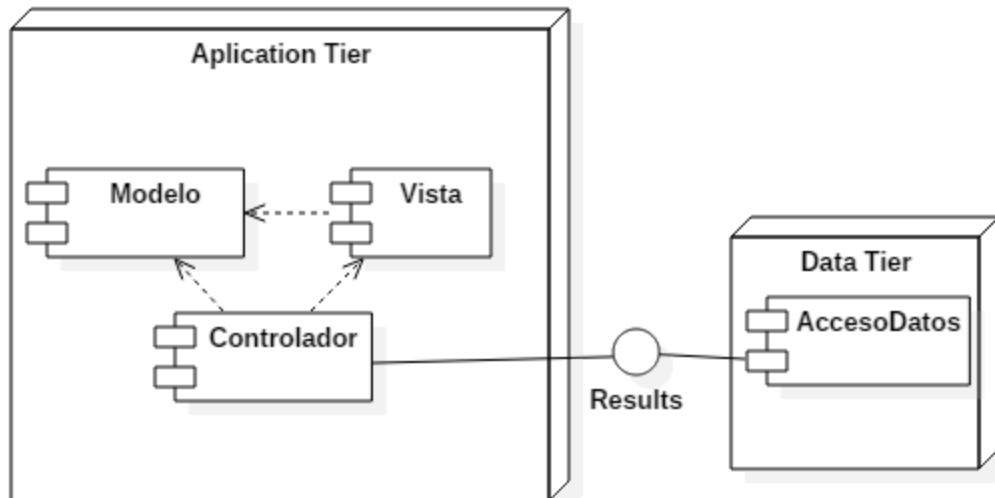 Aplication Tier
Modelo
Vista
Controlador
Results
Data Tier
AccesoDatos